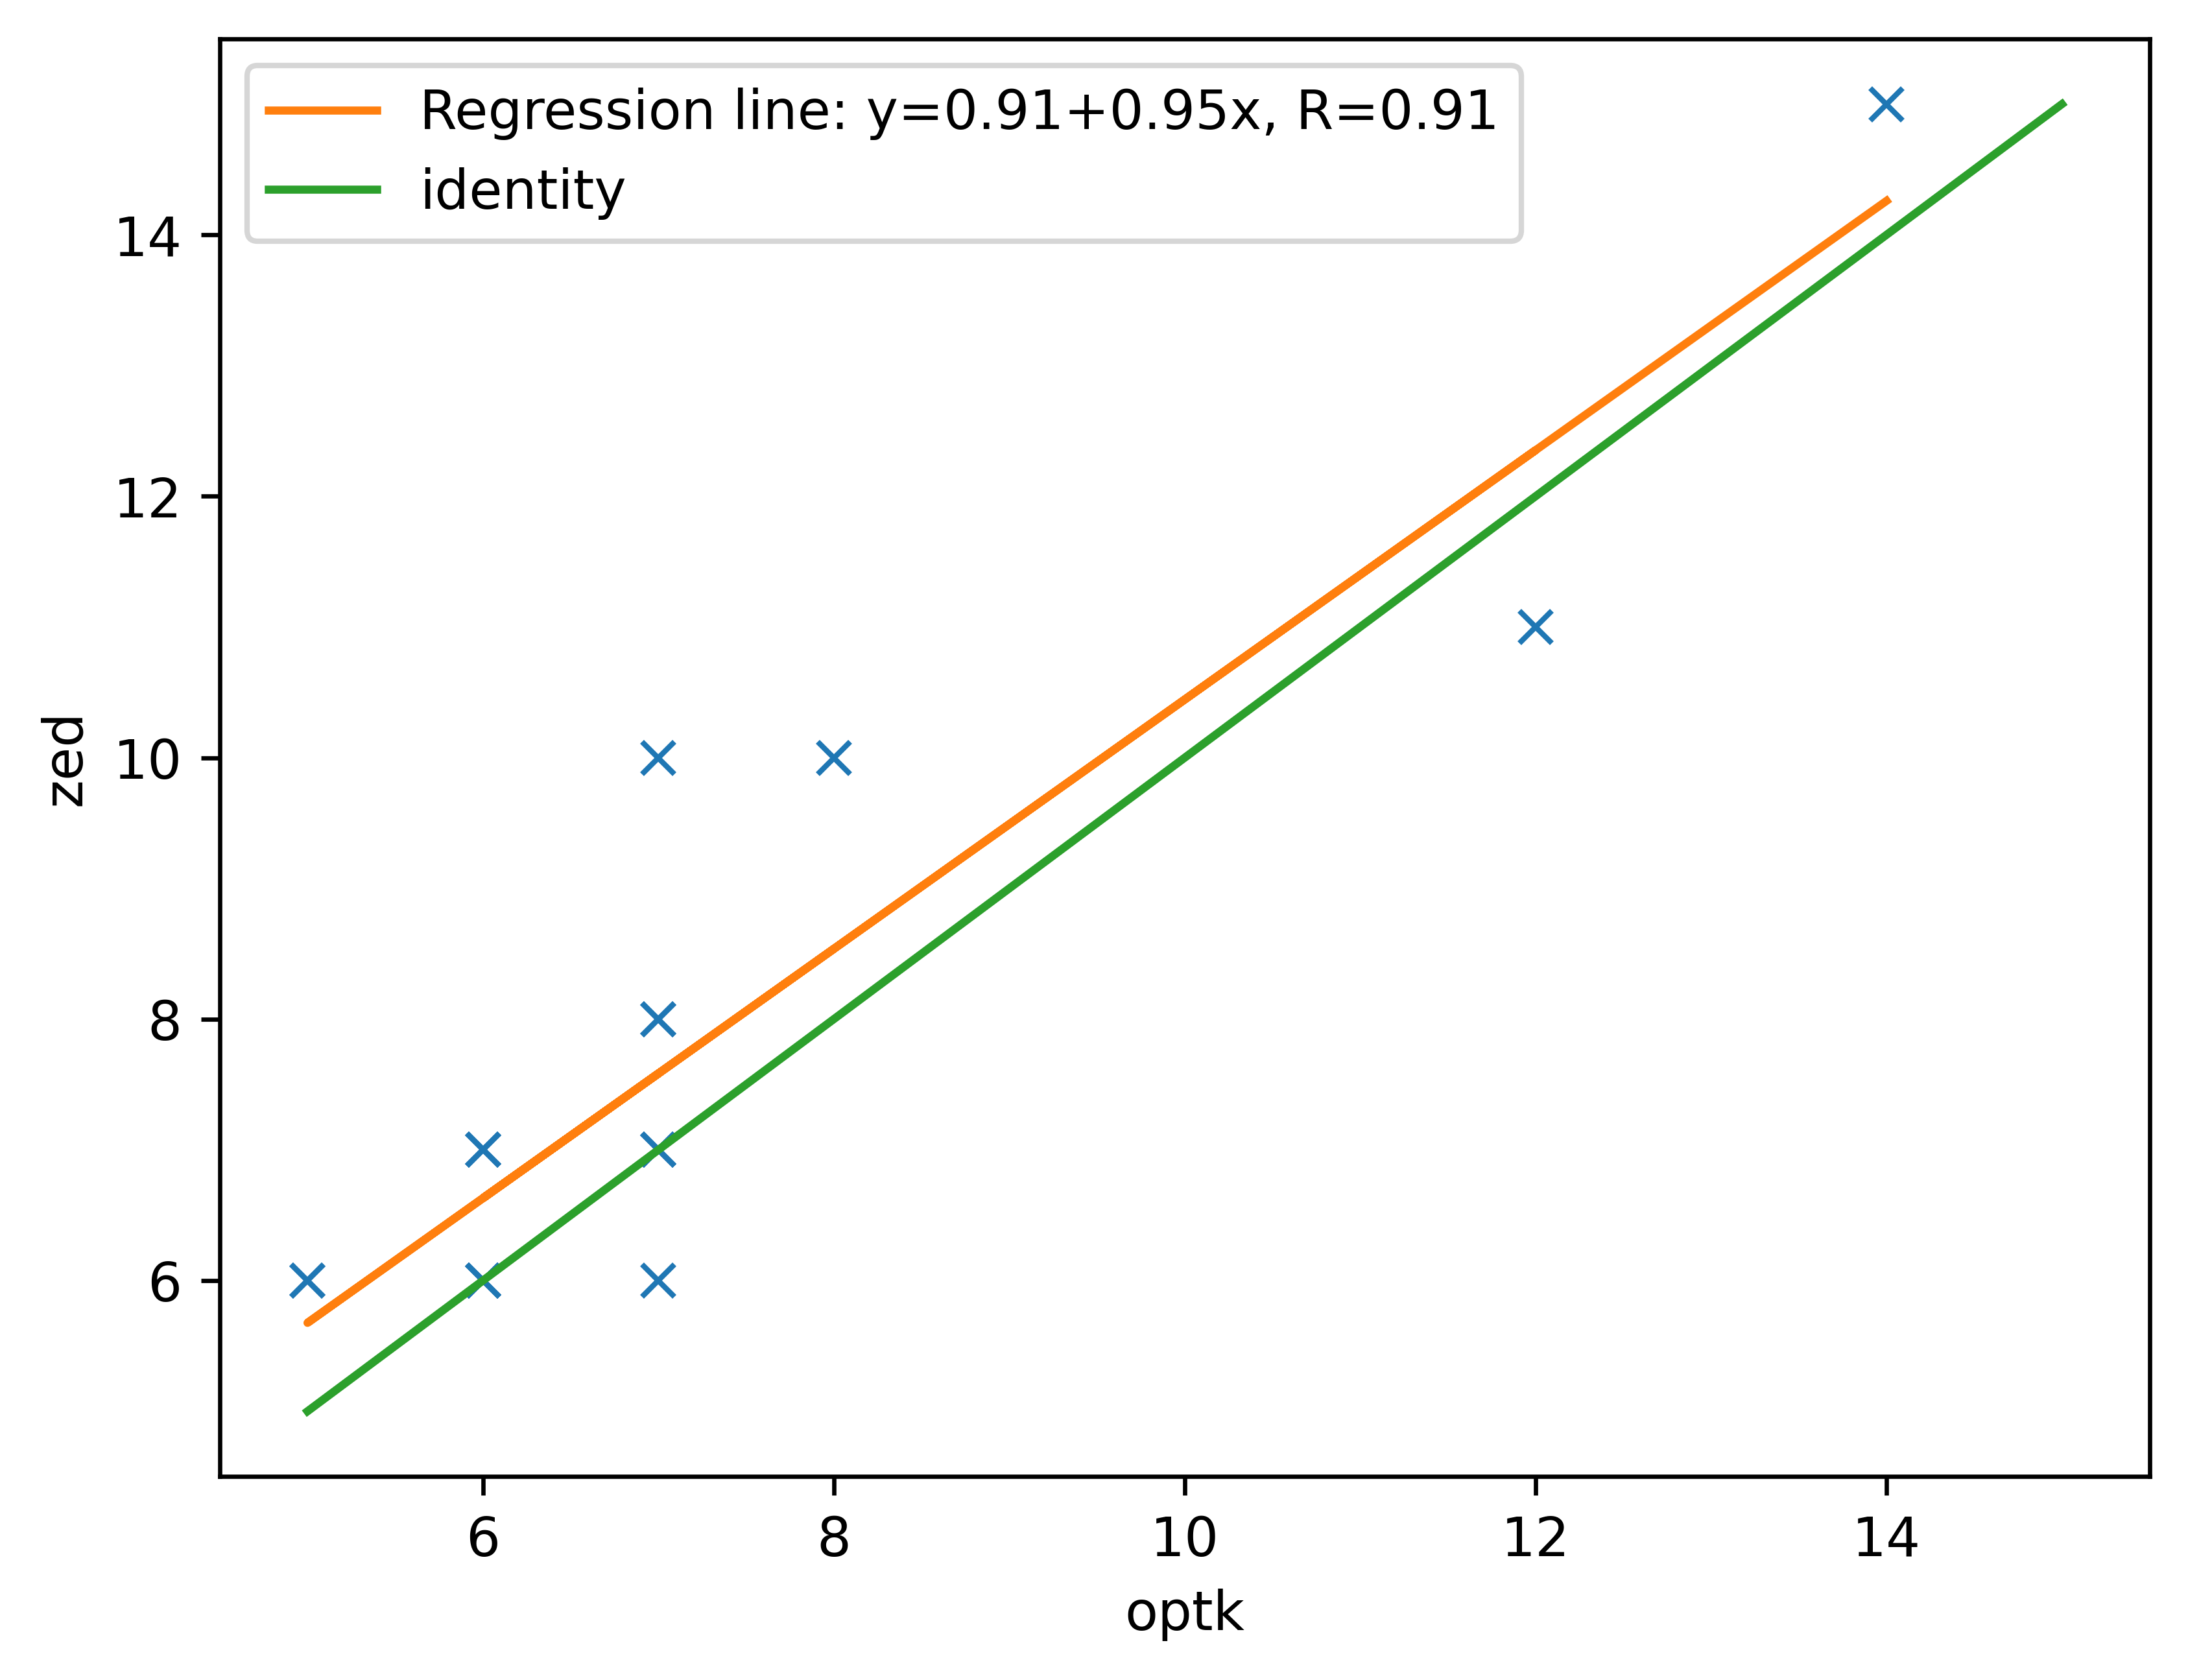 Regression line: y=0.91+0.95x, R=0.91
identity
14
12
10
8
6
zed
6 8 10 12 14
optk